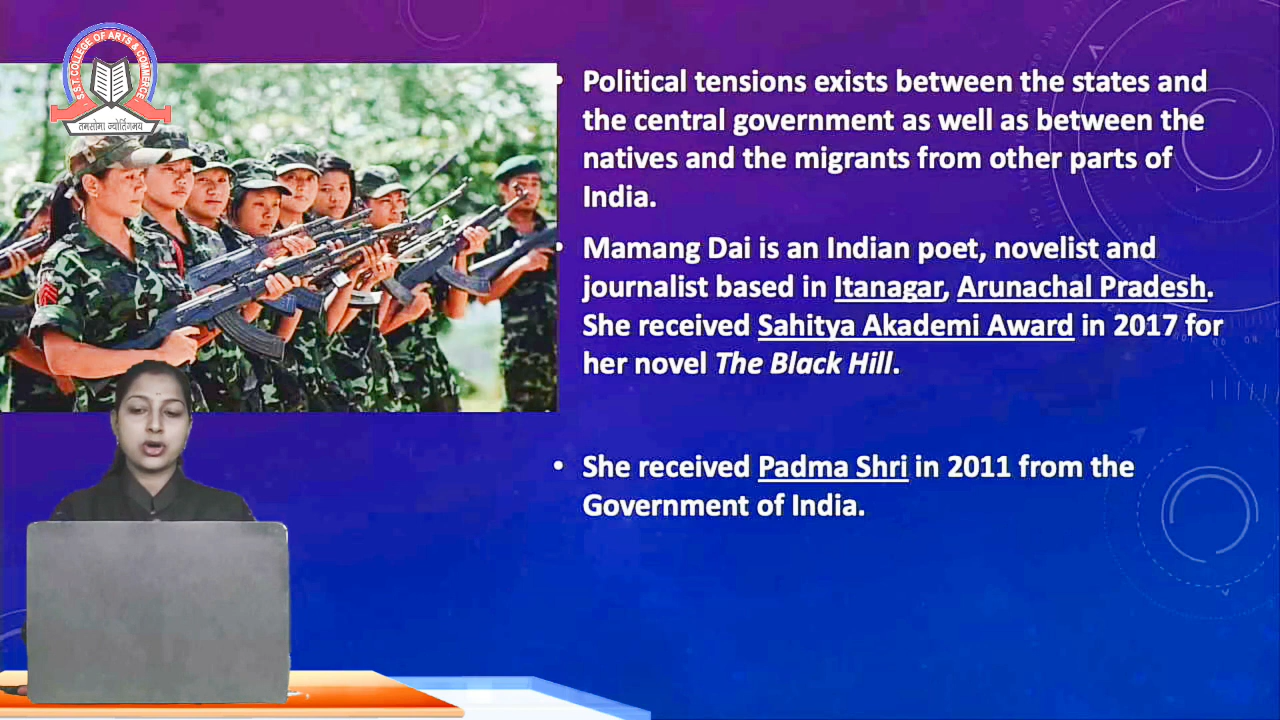 S.S.T. COLLEGE OF ARTS & COMMERCE
तमसोमा ज्योर्तिगमय
• Political tensions exists between the states and
the central government as well as between the
natives and the migrants from other parts of
India.
• Mamang Dai is an Indian poet, novelist and
journalist based in Itanagar, Arunachal Pradesh.
She received Sahitya Akademi Award in 2017 for
her novel The Black Hill.
• She received Padma Shri in 2011 from the
Government of India.